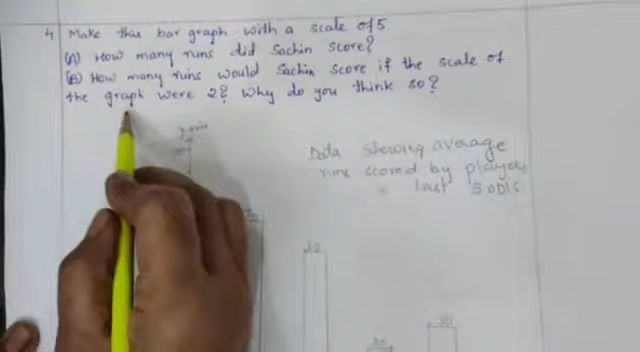 4 Make this bar graph with a scale of 5
(A) How many runs did Sachin score?
(B) How many runs would Sachin score if the scale of
the graph were 2? Why do you think so?
y-axis
Data showing average
runs scored by players
last 5 ODIs